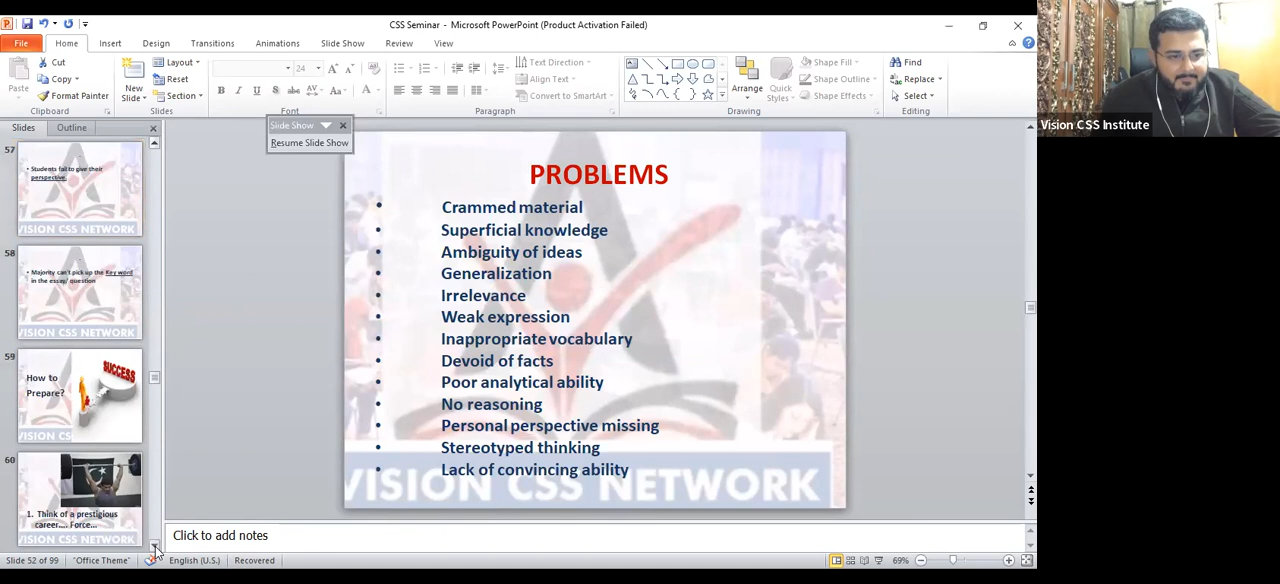 CSS Seminar - Microsoft PowerPoint (Product Activation Failed)
File Home Insert Design Transitions Animations Slide Show Review View
Cut
Copy
Format Painter
Paste
Clipboard
New
Slide
Layout
Reset
Section
Slides
24
Font
Paragraph
Text Direction
Align Text
Convert to SmartArt
Arrange
Quick
Styles
Shape Fill
Shape Outline
Shape Effects
Drawing
Find
Replace
Select
Editing
Vision CSS Institute
Slides Outline
Slide Show
Resume Slide Show
57
• Students fail to give their
perspective.
VISION CSS NETWORK
58
• Majority can't pick up the Key word
in the essay/ question
VISION CSS NETWORK
59
How to
Prepare?
SUCCESS
VISION CS
60
1. Think of a prestigious
career.... Force...
VISION CSS NETWORK
PROBLEMS
• Crammed material
• Superficial knowledge
• Ambiguity of ideas
• Generalization
• Irrelevance
• Weak expression
• Inappropriate vocabulary
• Devoid of facts
• Poor analytical ability
• No reasoning
• Personal perspective missing
• Stereotyped thinking
• Lack of convincing ability
VISION CSS NETWORK
Click to add notes
Slide 52 of 99 "Office Theme" English (U.S.) Recovered 69%